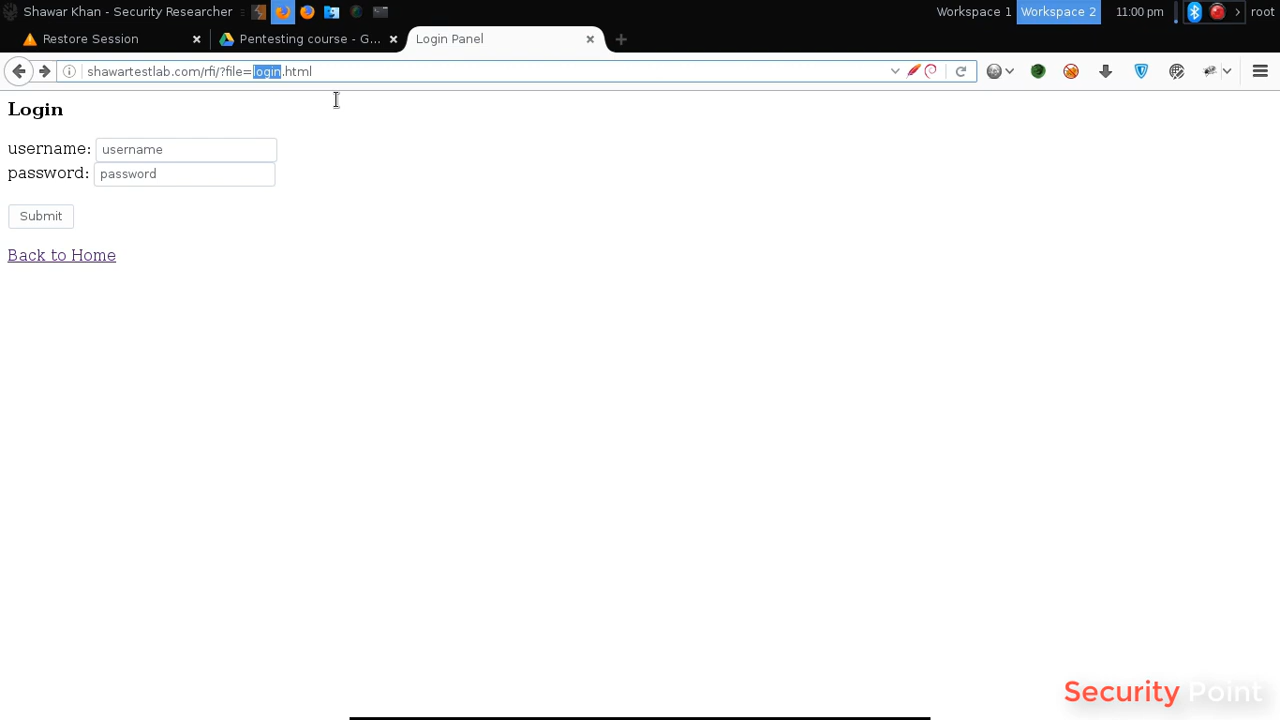 Shawar Khan - Security Researcher
Workspace 1 Workspace 2 11:00 pm root
Restore Session Pentesting course - G... Login Panel
shawartestlab.com/rfi/?file=login.html
Login
username: username
password: password
Submit
Back to Home
Security Point